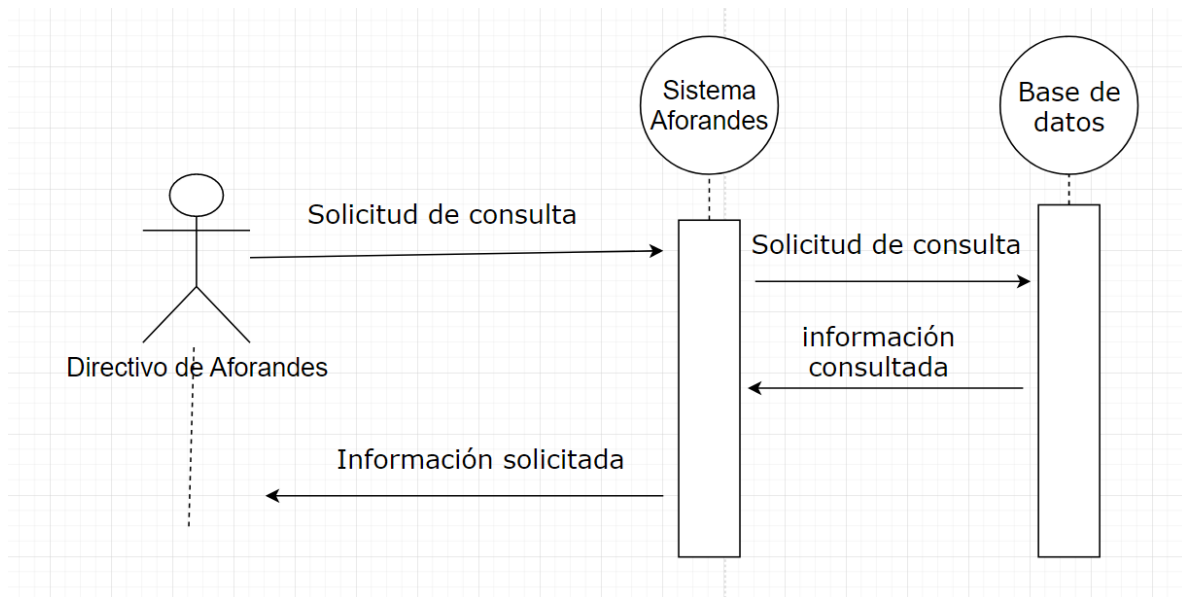 Sistema
Aforandes
Base de
datos
Solicitud de consulta
Solicitud de consulta
información
consultada
Directivo de Aforandes
Información solicitada